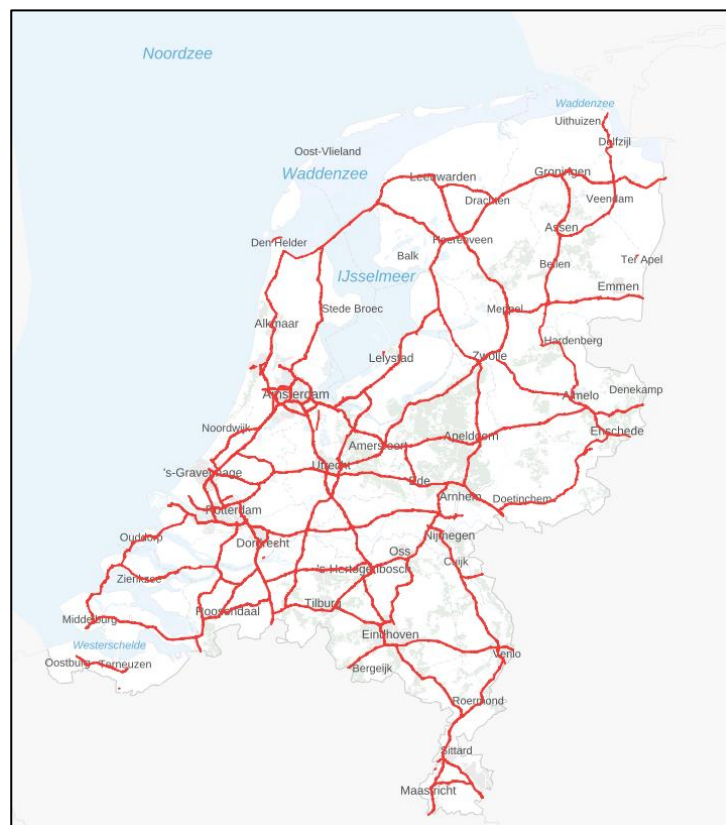 Noordzee
Waddenzee
Uithuizen
Delfzijl
Oost-Vlieland
Waddenzee
Leeuwarden
Groningen
Drachten
Veendam
Assen
Den Helder
Heerenveen
Balk
Beilen
Ter Apel
IJsselmeer
Emmen
Stede Broec
Meppel
Alkmaar
Hardenberg
Lelystad
Zwolle
Denekamp
Amsterdam
Almelo
Noordwijk
Enschede
Apeldoorn
Amersfoort
Utrecht
's-Gravenhage
Ede
Arnhem
Doetinchem
Rotterdam
Ouddorp
Dordrecht
Nijmegen
Oss
Cuijk
's-Hertogenbosch
Zierikzee
Tilburg
Roosendaal
Middelburg
Eindhoven
Westerschelde
Venlo
Oostburg
Terneuzen
Bergeijk
Roermond
Sittard
Maastricht